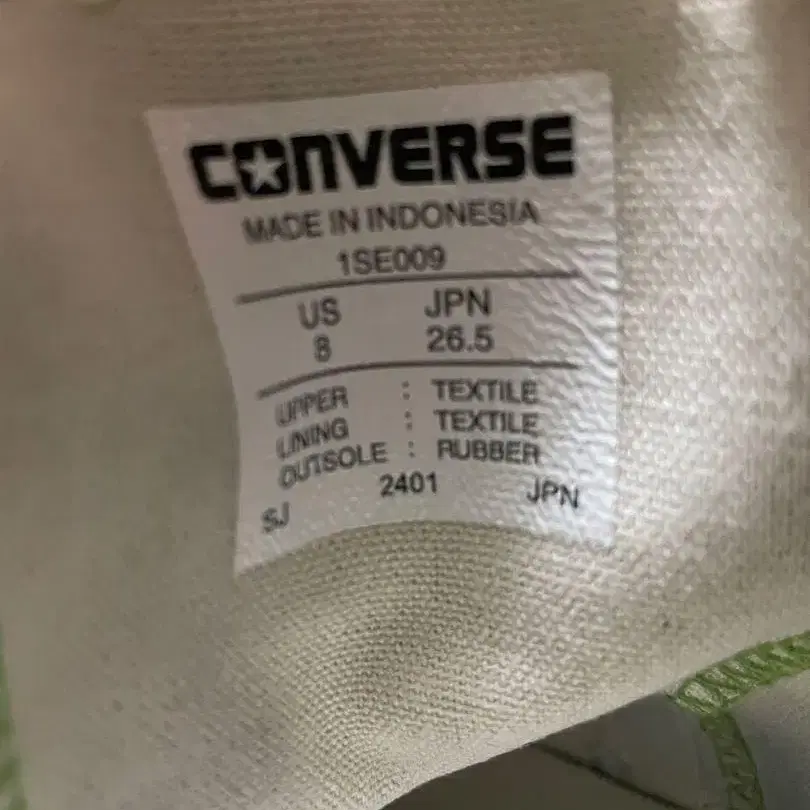 CONVERSE
MADE IN INDONESIA
1SE009
US JPN
8 26.5
UPPER : TEXTILE
LINING : TEXTILE
OUTSOLE : RUBBER
SJ 2401 JPN